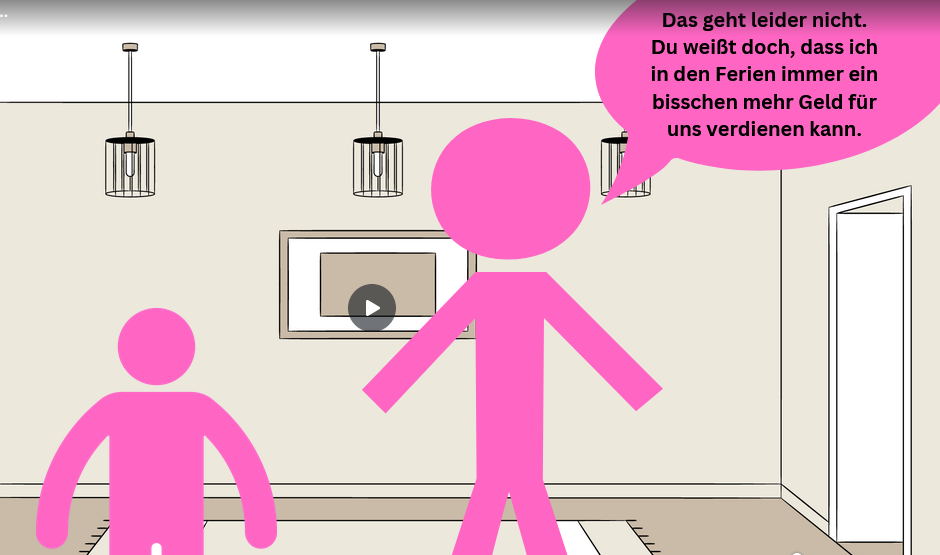 Das geht leider nicht.
Du weißt doch, dass ich
in den Ferien immer ein
bisschen mehr Geld für
uns verdienen kann.